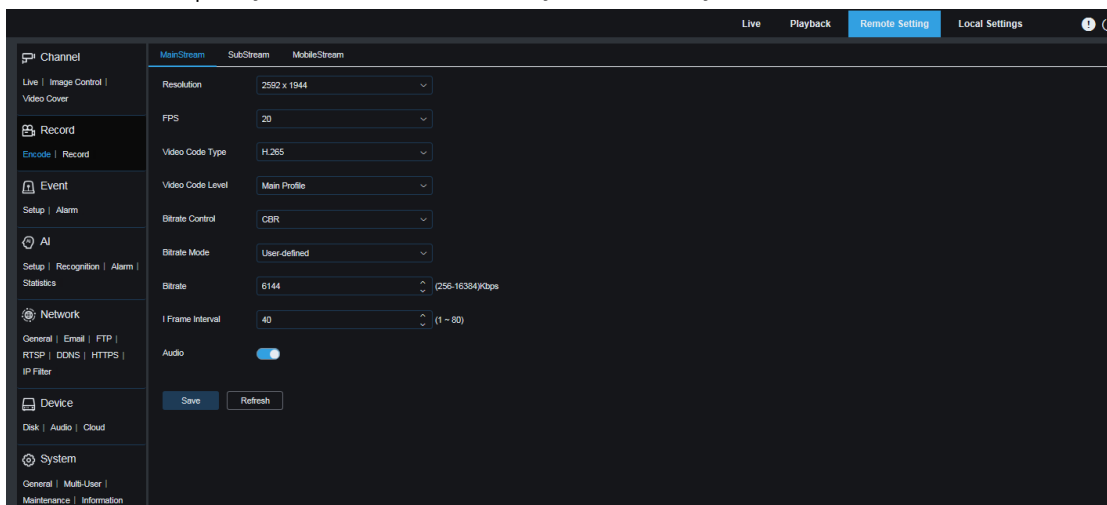 Live Playback Remote Setting Local Settings
Channel
Live | Image Control |
Video Cover
Record
Encode | Record
Event
Setup | Alarm
AI
Setup | Recognition | Alarm |
Statistics
Network
General | Email | FTP |
RTSP | DDNS | HTTPS |
IP Filter
Device
Disk | Audio | Cloud
System
General | Multi-User |
Maintenance | Information
MainStream SubStream MobileStream
Resolution 2592 x 1944
FPS 20
Video Code Type H.265
Video Code Level Main Profile
Bitrate Control CBR
Bitrate Mode User-defined
Bitrate 6144 (256-16384)Kbps
I Frame Interval 40 (1 ~ 80)
Audio
Save Refresh